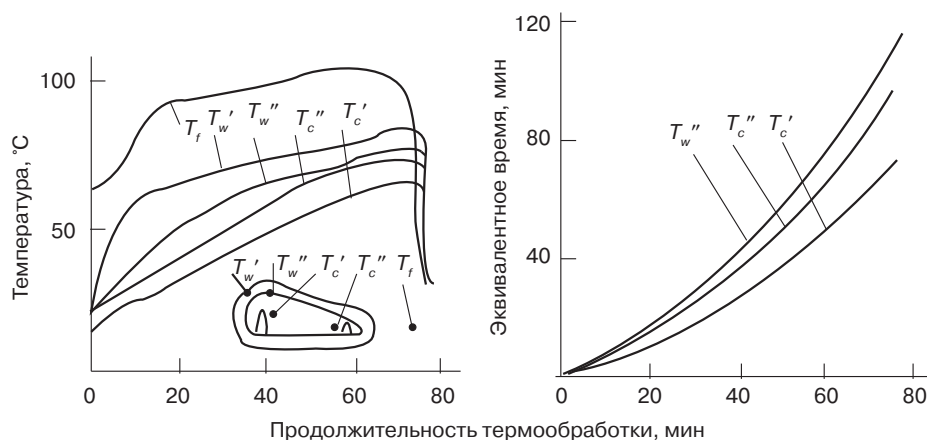 Температура, °C
100
50
T_f T_w′ T_w″ T_c″ T_c′
T_w′ T_w″ T_c′ T_c″ T_f
0 20 40 60 80
Эквивалентное время, мин
120
80
40
T_w″ T_c″ T_c′
0 20 40 60 80
Продолжительность термообработки, мин